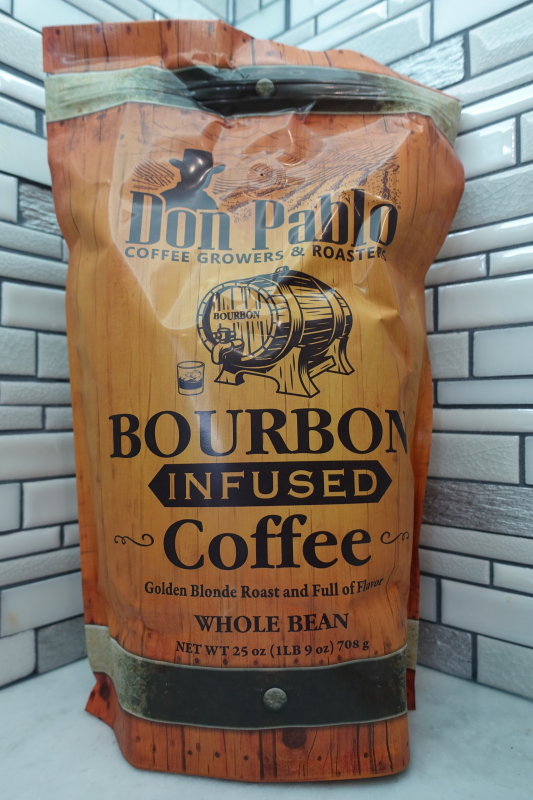 Don Pablo
COFFEE GROWERS & ROASTERS
BOURBON
BOURBON
INFUSED
Coffee
Golden Blonde Roast and Full of Flavor
WHOLE BEAN
NET WT 25 oz (1LB 9 oz) 708 g